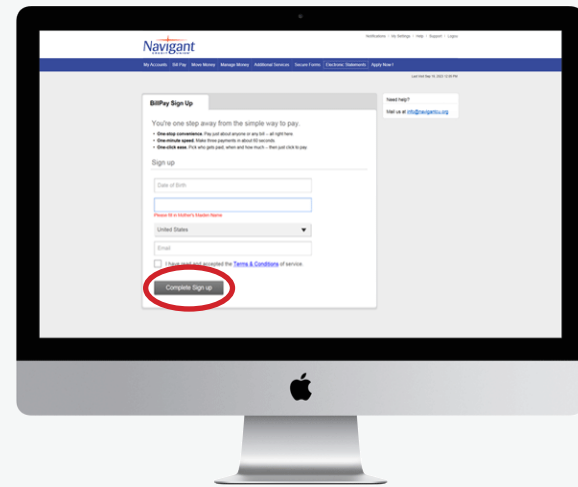 Notifications | My Settings | Help | Support | Logout
Navigant
CREDIT UNION
My Accounts Bill Pay Move Money Manage Money Additional Services Secure Forms Electronic Statements Apply Now!
BillPay Sign Up
Need help?
Mail us at info@navigantcu.org
You're one step away from the simple way to pay.
• One-stop convenience. Pay just about anyone or any bill – all right here
• One-minute speed. Make three payments in about 60 seconds.
• One-click ease. Pick who gets paid, when and how much – then just click to pay
Sign up
Date of Birth
Please fill in Mother's Maiden Name
United States
Email
I have read and accepted the Terms & Conditions of service.
Complete Sign up